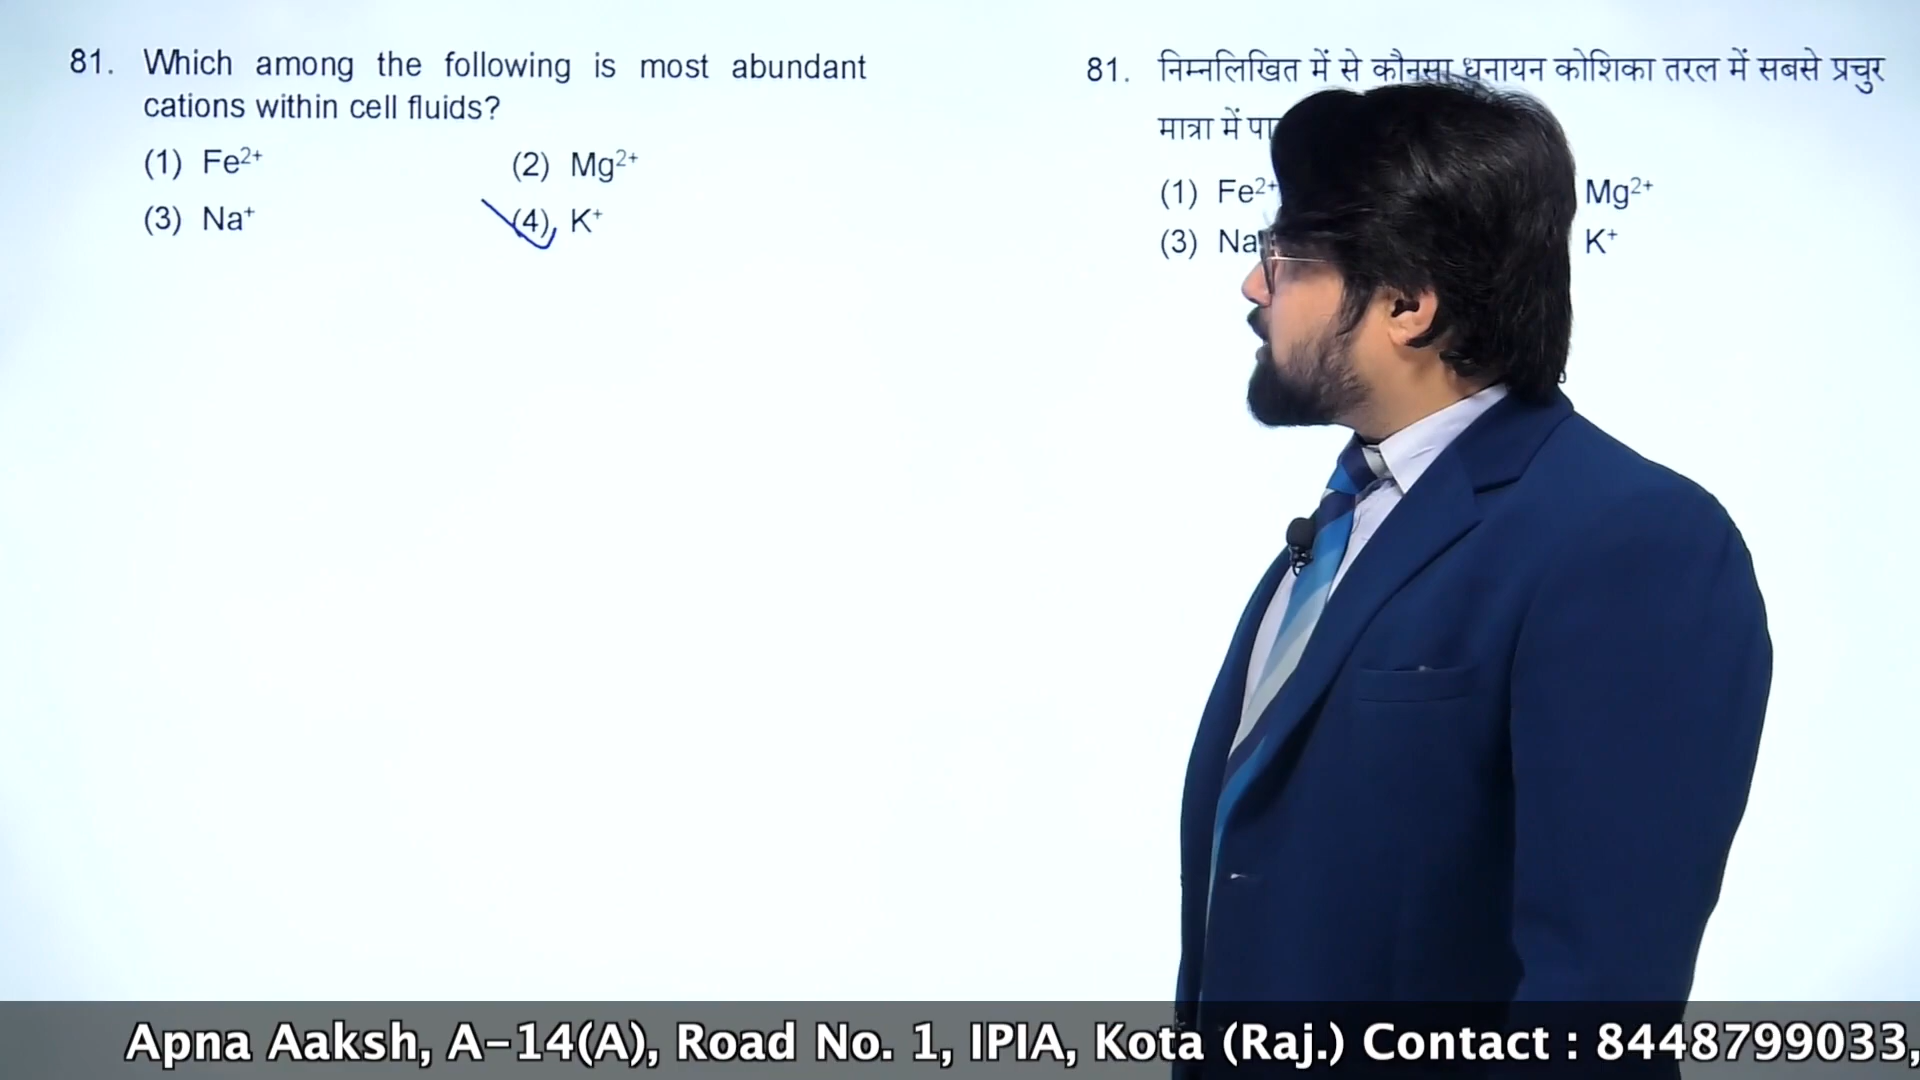 81. Which among the following is most abundant
cations within cell fluids?
(1) Fe²⁺ (2) Mg²⁺
(3) Na⁺ (4) K⁺
81. निम्नलिखित में से कौनसा धनायन कोशिका तरल में सबसे प्रचुर
मात्रा में
(1) Fe²⁺ Mg²⁺
(3) Na K⁺
Apna Aaksh, A-14(A), Road No. 1, IPIA, Kota (Raj.) Contact : 8448799033,